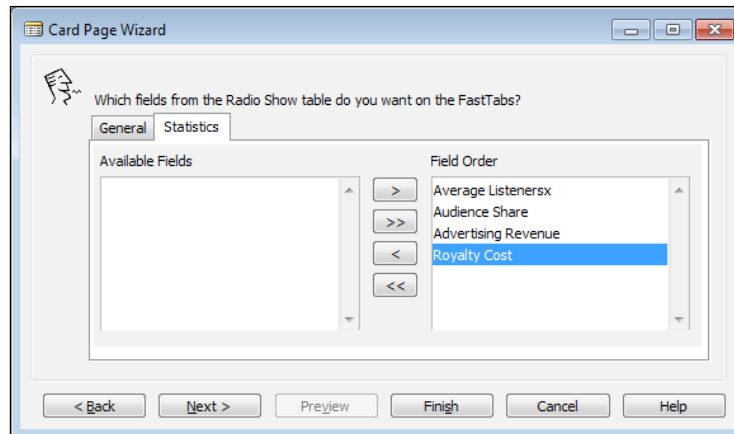 Card Page Wizard
Which fields from the Radio Show table do you want on the FastTabs?
General Statistics
Available Fields Field Order
> Average Listenersx
>> Audience Share
Advertising Revenue
< Royalty Cost
<<
< Back Next > Preview Finish Cancel Help